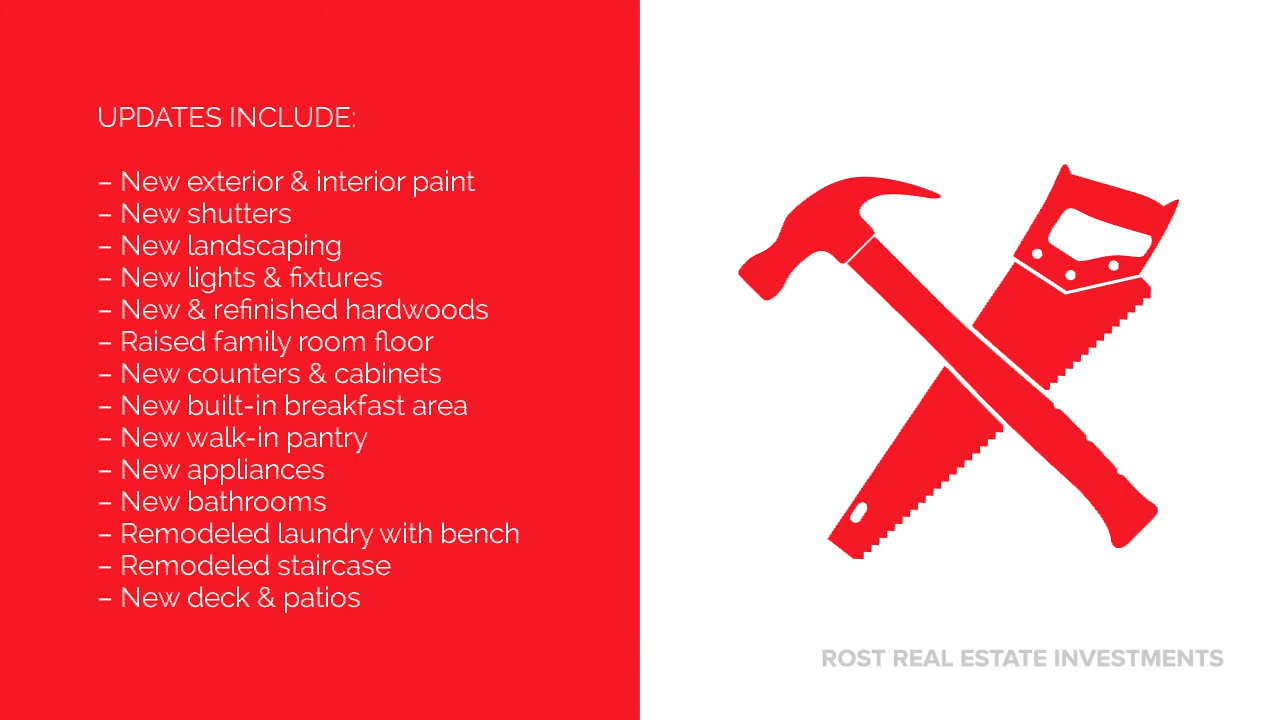 UPDATES INCLUDE:
– New exterior & interior paint
– New shutters
– New landscaping
– New lights & fixtures
– New & refinished hardwoods
– Raised family room floor
– New counters & cabinets
– New built-in breakfast area
– New walk-in pantry
– New appliances
– New bathrooms
– Remodeled laundry with bench
– Remodeled staircase
– New deck & patios
ROST REAL ESTATE INVESTMENTS